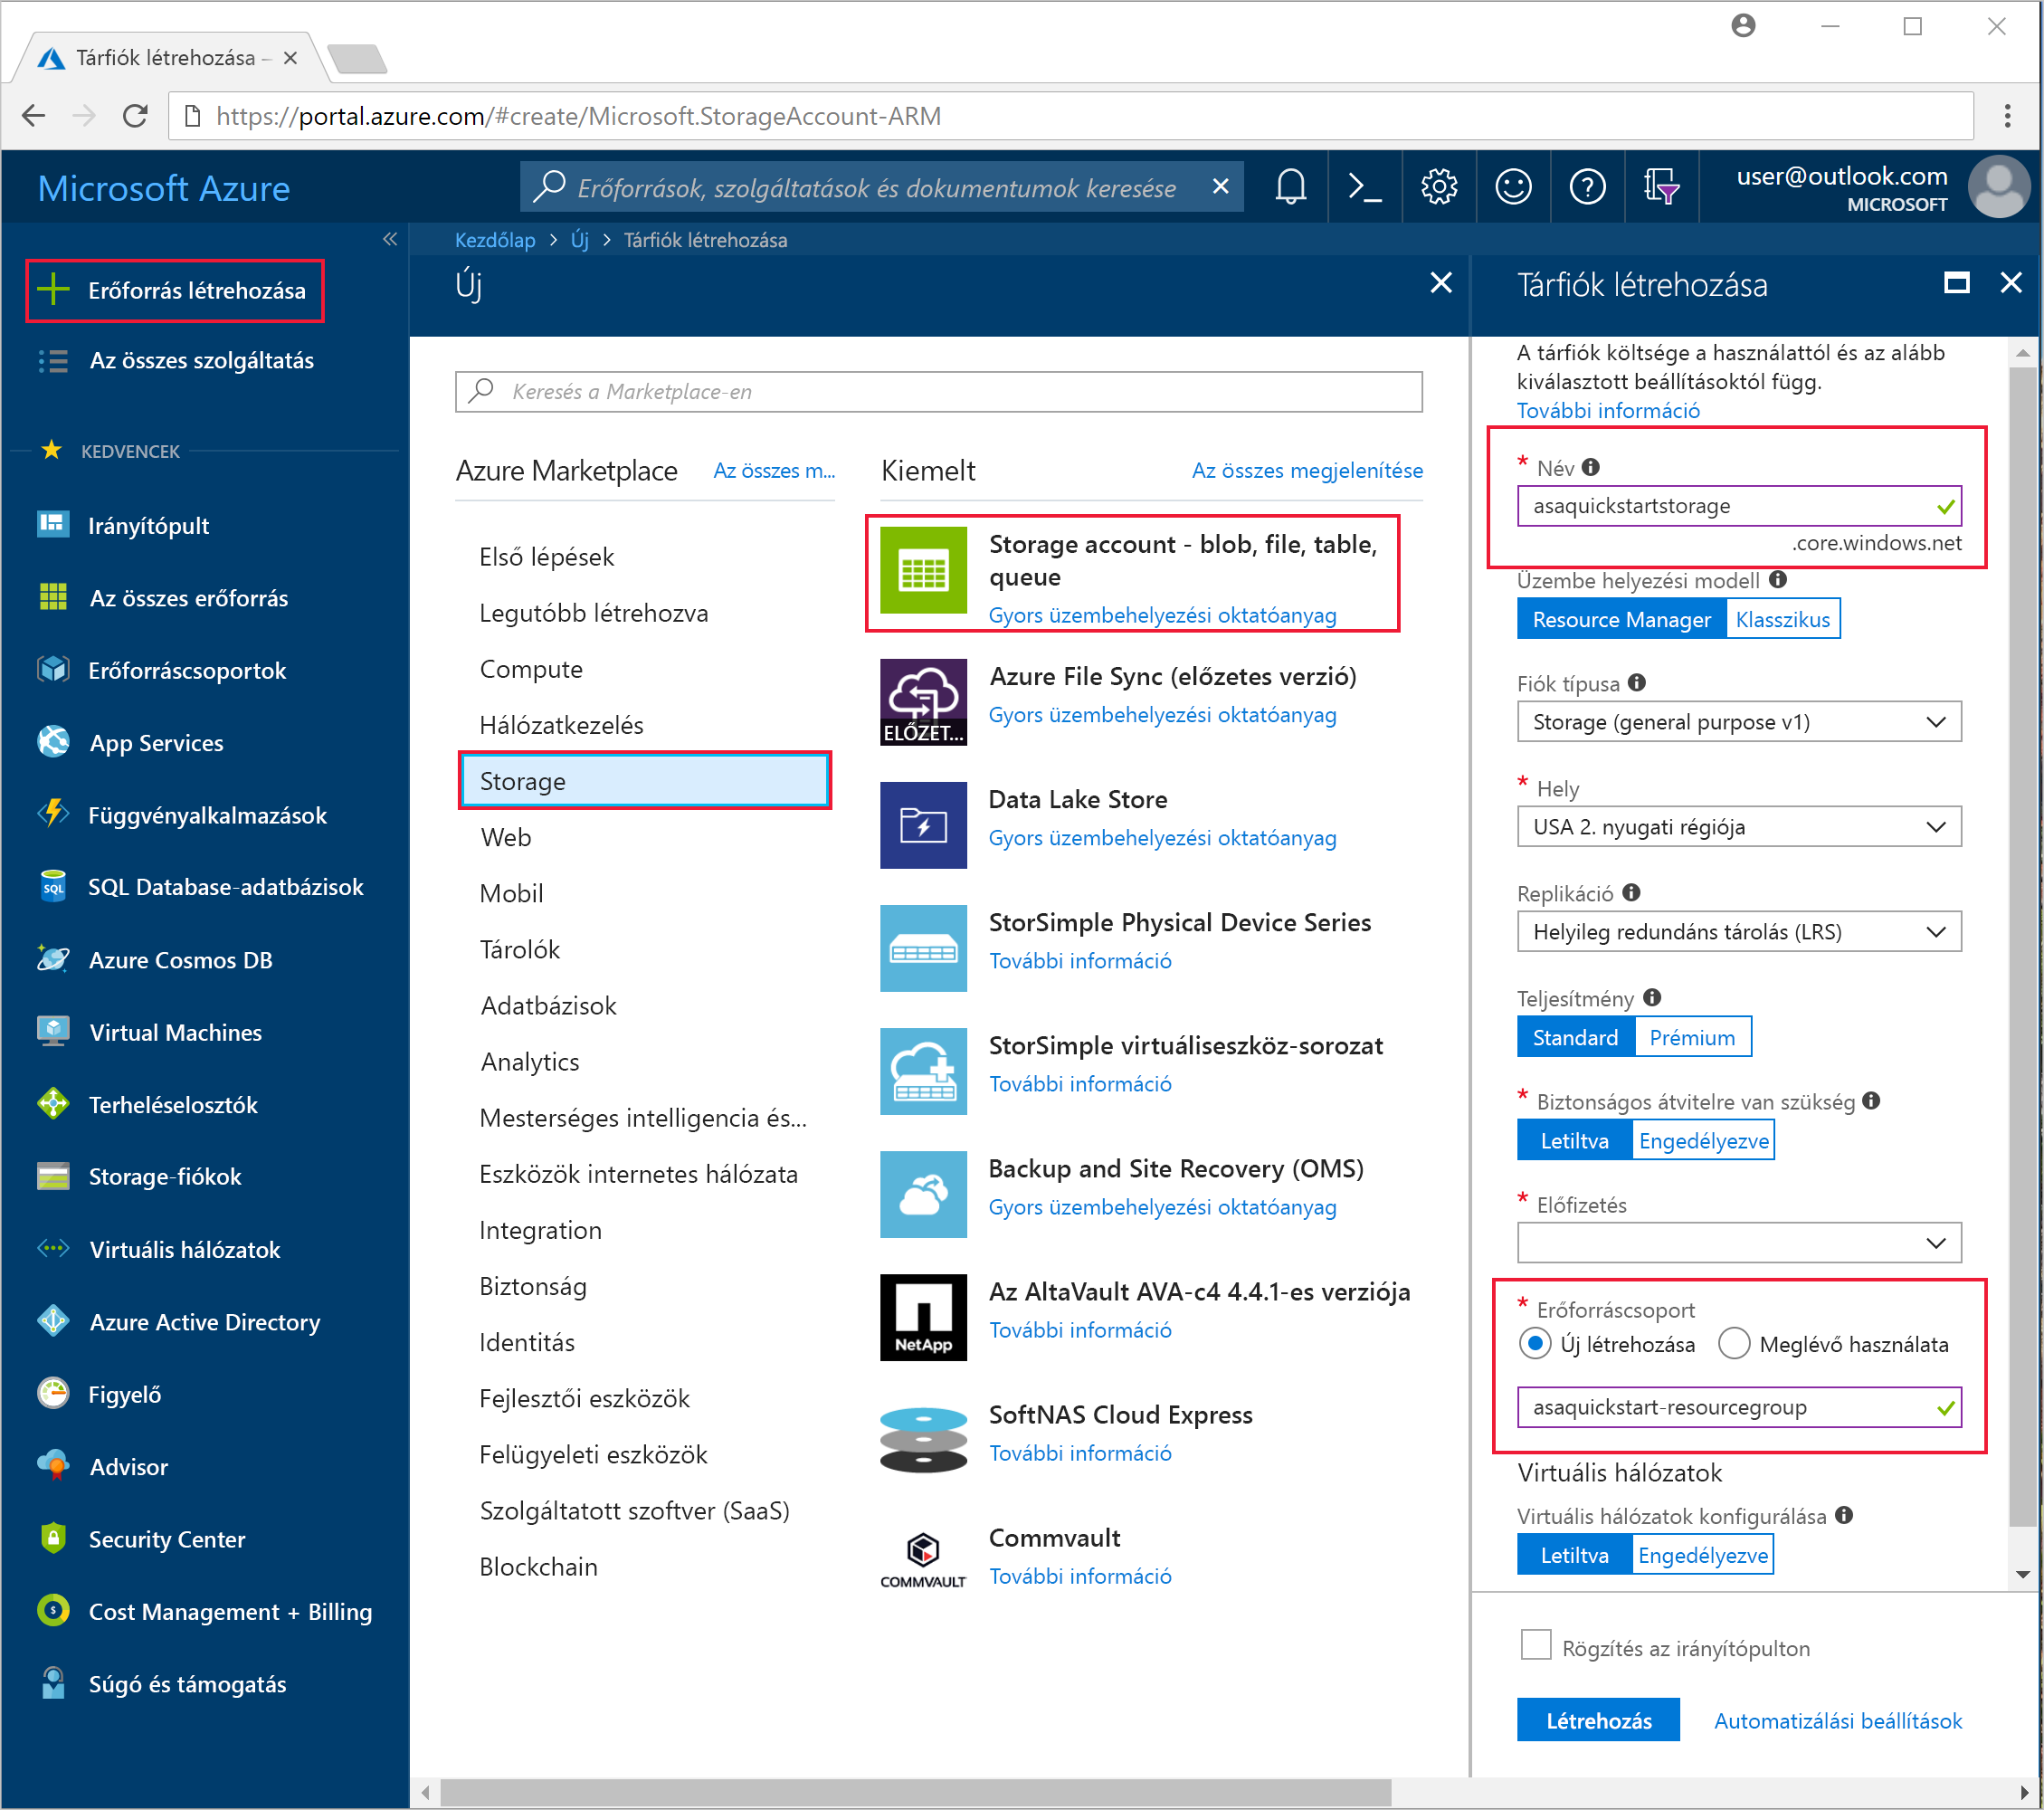 Tárfiók létrehozása –
https://portal.azure.com/#create/Microsoft.StorageAccount-ARM
Microsoft Azure
Erőforrások, szolgáltatások és dokumentumok keresése
user@outlook.com
MICROSOFT
Erőforrás létrehozása
Az összes szolgáltatás
KEDVENCEK
Irányítópult
Az összes erőforrás
Erőforráscsoportok
App Services
Függvényalkalmazások
SQL
SQL Database-adatbázisok
Azure Cosmos DB
Virtual Machines
Terheléselosztók
Storage-fiókok
Virtuális hálózatok
Azure Active Directory
Figyelő
Advisor
Security Center
Cost Management + Billing
Súgó és támogatás
Kezdőlap > Új > Tárfiók létrehozása
Új
Keresés a Marketplace-en
Azure Marketplace
Az összes m...
Első lépések
Legutóbb létrehozva
Compute
Hálózatkezelés
Storage
Web
Mobil
Tárolók
Adatbázisok
Analytics
Mesterséges intelligencia és...
Eszközök internetes hálózata
Integration
Biztonság
Identitás
Fejlesztői eszközök
Felügyeleti eszközök
Szolgáltatott szoftver (SaaS)
Blockchain
Kiemelt
Az összes megjelenítése
Storage account - blob, file, table,
queue
Gyors üzembehelyezési oktatóanyag
ELŐZET...
Azure File Sync (előzetes verzió)
Gyors üzembehelyezési oktatóanyag
Data Lake Store
Gyors üzembehelyezési oktatóanyag
StorSimple Physical Device Series
További információ
StorSimple virtuáliseszköz-sorozat
További információ
Backup and Site Recovery (OMS)
Gyors üzembehelyezési oktatóanyag
NetApp
Az AltaVault AVA-c4 4.4.1-es verziója
További információ
SoftNAS Cloud Express
További információ
COMMVAULT
Commvault
További információ
Tárfiók létrehozása
A tárfiók költsége a használattól és az alább
kiválasztott beállításoktól függ.
További információ
* Név
asaquickstartstorage
.core.windows.net
Üzembe helyezési modell
Resource Manager
Klasszikus
Fiók típusa
Storage (general purpose v1)
* Hely
USA 2. nyugati régiója
Replikáció
Helyileg redundáns tárolás (LRS)
Teljesítmény
Standard
Prémium
* Biztonságos átvitelre van szükség
Letiltva
Engedélyezve
* Előfizetés
* Erőforráscsoport
Új létrehozása
Meglévő használata
asaquickstart-resourcegroup
Virtuális hálózatok
Virtuális hálózatok konfigurálása
Letiltva
Engedélyezve
Rögzítés az irányítópulton
Létrehozás
Automatizálási beállítások